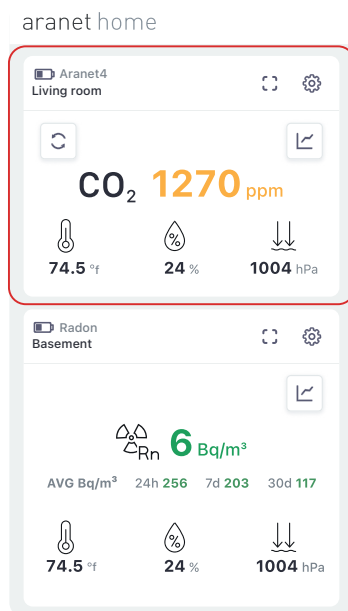 aranet home
Aranet4
Living room
CO₂ 1270 ppm
%
74.5 °f 24 % 1004 hPa
Radon
Basement
Rn 6 Bq/m³
AVG Bq/m³ 24h 256 7d 203 30d 117
%
74.5 °f 24 % 1004 hPa